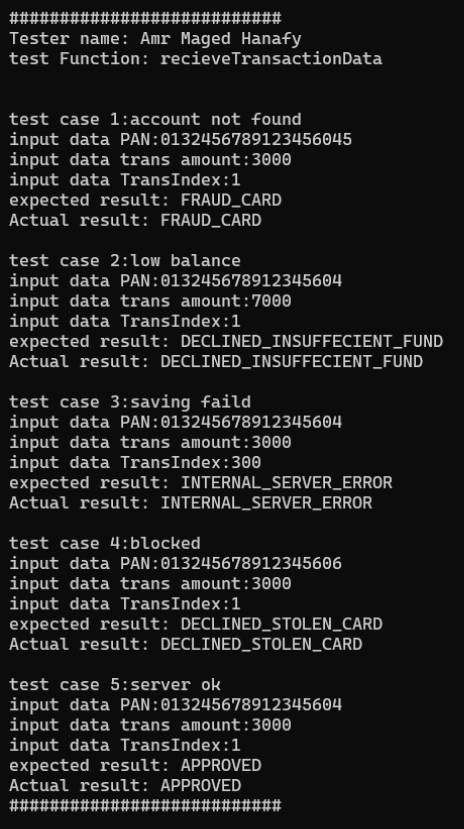 ###########################
Tester name: Amr Maged Hanafy
test Function: recieveTransactionData
test case 1:account not found
input data PAN:0132456789123456045
input data trans amount:3000
input data TransIndex:1
expected result: FRAUD_CARD
Actual result: FRAUD_CARD
test case 2:low balance
input data PAN:013245678912345604
input data trans amount:7000
input data TransIndex:1
expected result: DECLINED_INSUFFECIENT_FUND
Actual result: DECLINED_INSUFFECIENT_FUND
test case 3:saving faild
input data PAN:013245678912345604
input data trans amount:3000
input data TransIndex:300
expected result: INTERNAL_SERVER_ERROR
Actual result: INTERNAL_SERVER_ERROR
test case 4:blocked
input data PAN:013245678912345606
input data trans amount:3000
input data TransIndex:1
expected result: DECLINED_STOLEN_CARD
Actual result: DECLINED_STOLEN_CARD
test case 5:server ok
input data PAN:013245678912345604
input data trans amount:3000
input data TransIndex:1
expected result: APPROVED
Actual result: APPROVED
###########################